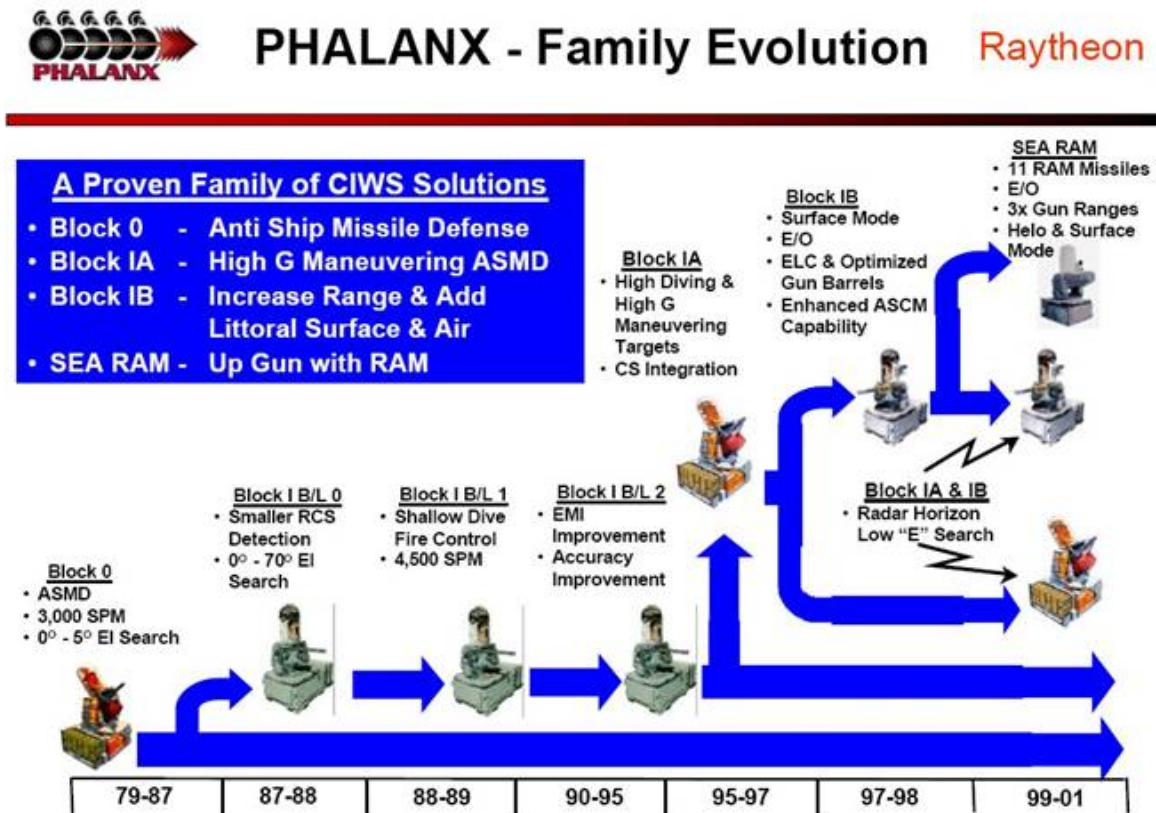 PHALANX
PHALANX - Family Evolution
Raytheon
A Proven Family of CIWS Solutions
• Block 0 - Anti Ship Missile Defense
• Block IA - High G Maneuvering ASMD
• Block IB - Increase Range & Add
Littoral Surface & Air
• SEA RAM - Up Gun with RAM
Block 0
• ASMD
• 3,000 SPM
• 0° - 5° El Search
Block I B/L 0
• Smaller RCS
Detection
• 0° - 70° El
Search
Block I B/L 1
• Shallow Dive
Fire Control
• 4,500 SPM
Block I B/L 2
• EMI
Improvement
• Accuracy
Improvement
Block IA
• High Diving &
High G
Maneuvering
Targets
• CS Integration
Block IB
• Surface Mode
• E/O
• ELC & Optimized
Gun Barrels
• Enhanced ASCM
Capability
SEA RAM
• 11 RAM Missiles
• E/O
• 3x Gun Ranges
• Helo & Surface
Mode
Block IA & IB
• Radar Horizon
Low “E” Search
79-87
87-88
88-89
90-95
95-97
97-98
99-01